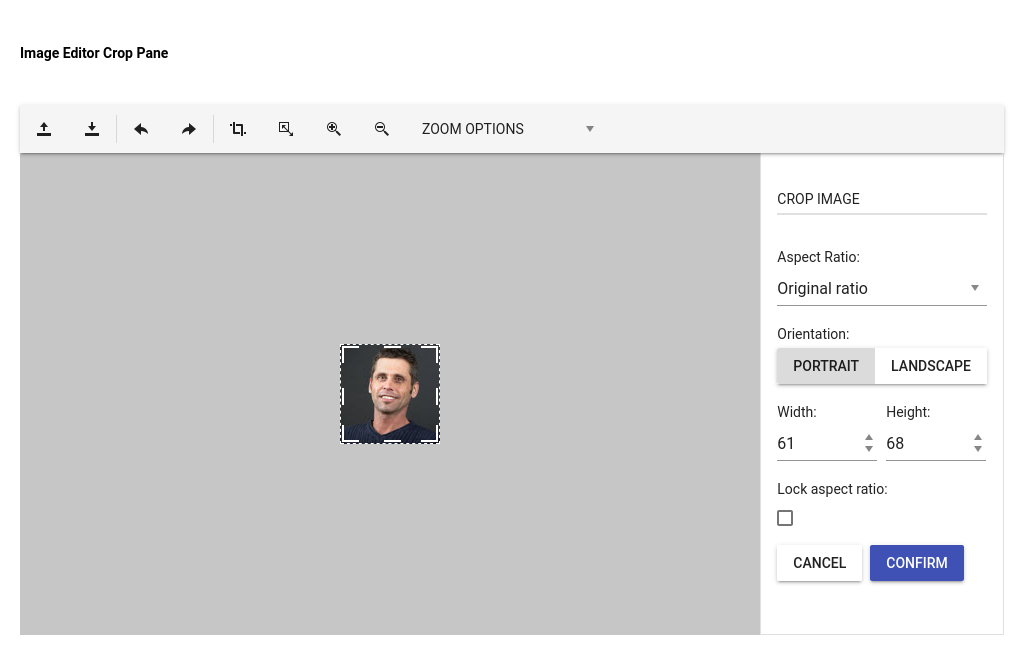 Image Editor Crop Pane
ZOOM OPTIONS
CROP IMAGE
Aspect Ratio:
Original ratio
Orientation:
PORTRAIT LANDSCAPE
Width: Height:
61 68
Lock aspect ratio:
CANCEL CONFIRM